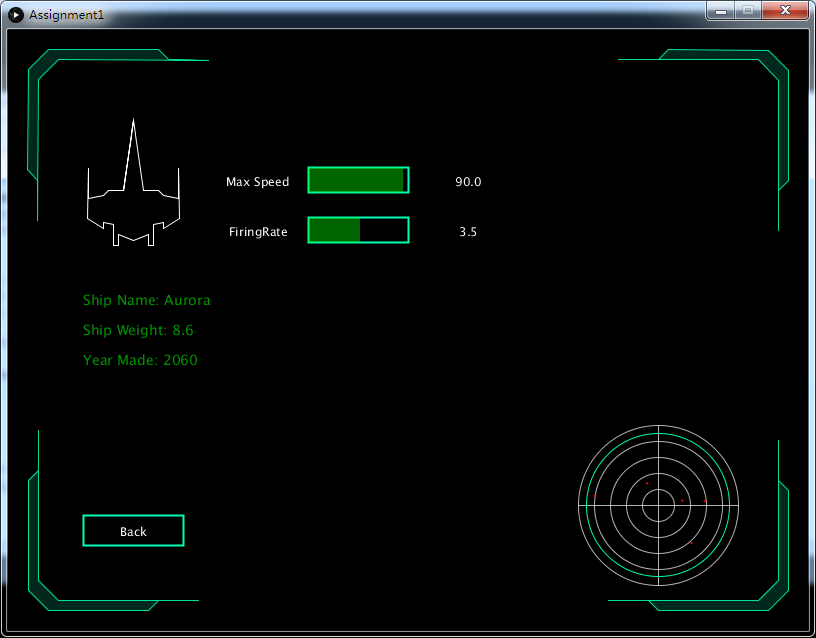 Assignment1
Max Speed 90.0
FiringRate 3.5
Ship Name: Aurora
Ship Weight: 8.6
Year Made: 2060
Back